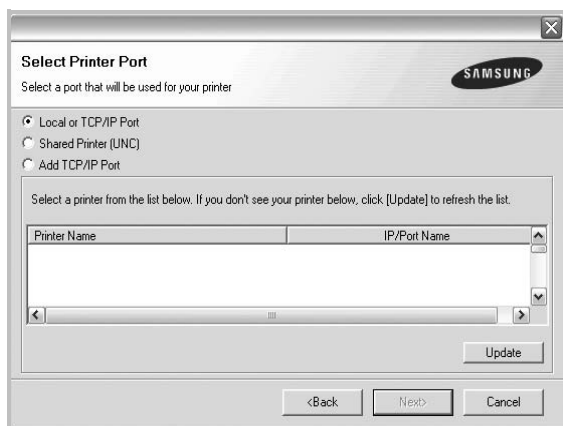 Select Printer Port
Select a port that will be used for your printer
SAMSUNG
Local or TCP/IP Port
Shared Printer (UNC)
Add TCP/IP Port
Select a printer from the list below. If you don't see your printer below, click [Update] to refresh the list.
Printer Name IP/Port Name
Update
<Back Next> Cancel